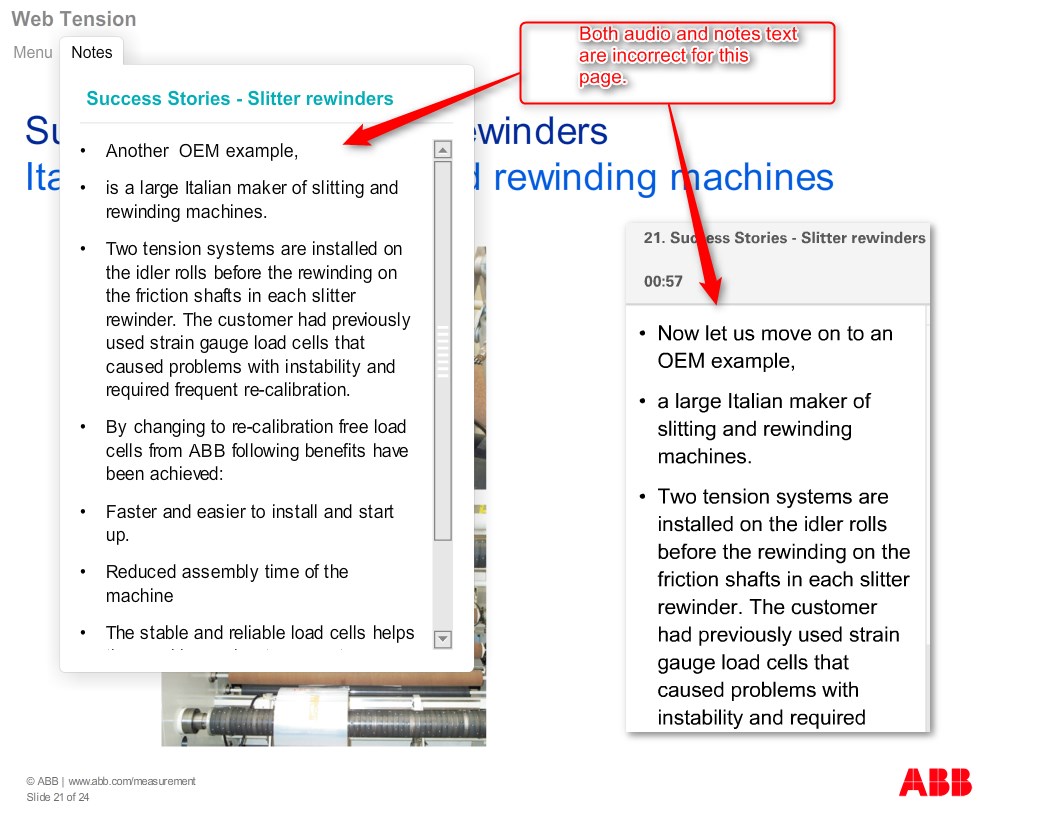 Web Tension
Menu Notes
Both audio and notes text
are incorrect for this
page.
Success Stories - Slitter rewinders
Su ewinders
Ita d rewinding machines
• Another OEM example,
• is a large Italian maker of slitting and
rewinding machines.
• Two tension systems are installed on
the idler rolls before the rewinding on
the friction shafts in each slitter
rewinder. The customer had previously
used strain gauge load cells that
caused problems with instability and
required frequent re-calibration.
• By changing to re-calibration free load
cells from ABB following benefits have
been achieved:
• Faster and easier to install and start
up.
• Reduced assembly time of the
machine
• The stable and reliable load cells helps
21. Success Stories - Slitter rewinders
00:57
• Now let us move on to an
OEM example,
• a large Italian maker of
slitting and rewinding
machines.
• Two tension systems are
installed on the idler rolls
before the rewinding on the
friction shafts in each slitter
rewinder. The customer
had previously used strain
gauge load cells that
caused problems with
instability and required
© ABB | www.abb.com/measurement
Slide 21 of 24
ABB